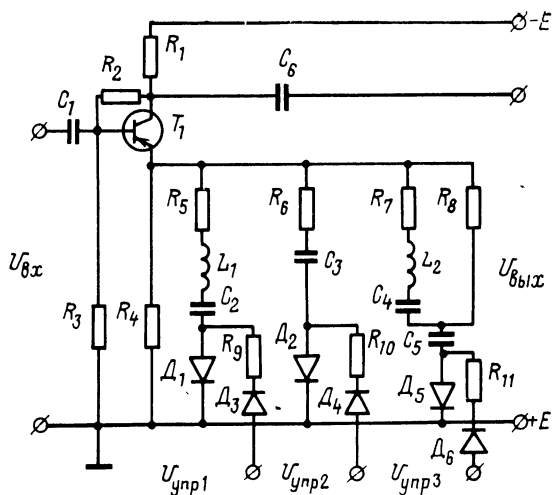 -E
R₁
R₂
C₆
C₁
T₁
R₅
R₆
R₇
R₈
L₁
C₃
L₂
Uвх
C₂
C₄
Uвых
R₃
R₄
C₅
R₉
Д₂
R₁₀
Д₁
Д₃
Д₄
Д₅
R₁₁
+E
Д₆
Uупр1
Uупр2
Uупр3